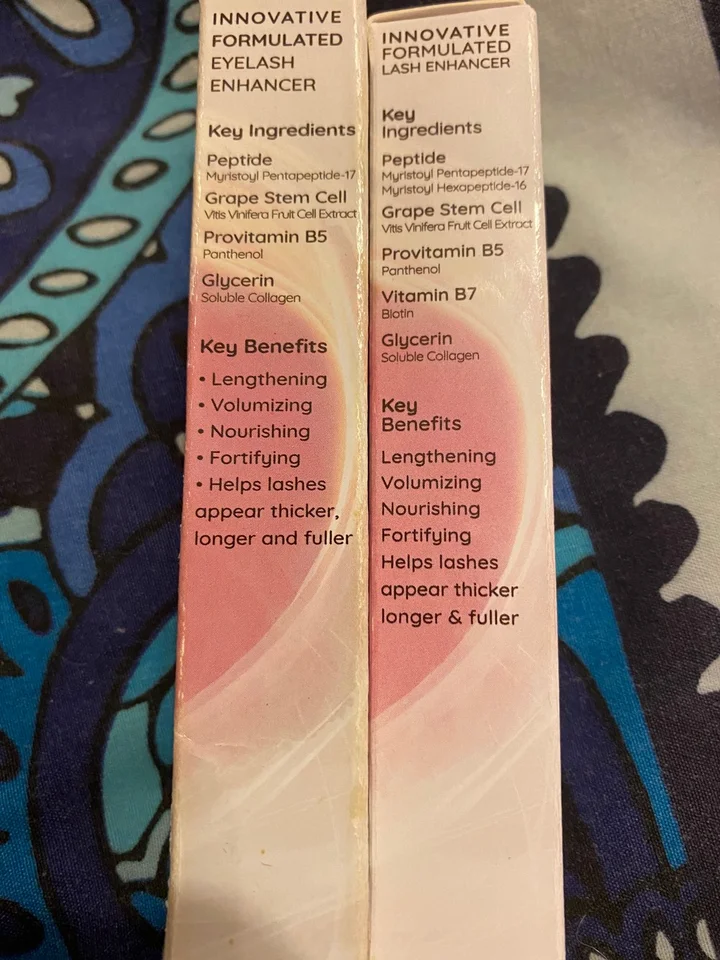 INNOVATIVE
FORMULATED
EYELASH
ENHANCER
Key Ingredients
Peptide
Myristoyl Pentapeptide-17
Grape Stem Cell
Vitis Vinifera Fruit Cell Extract
Provitamin B5
Panthenol
Glycerin
Soluble Collagen
Key Benefits
• Lengthening
• Volumizing
• Nourishing
• Fortifying
• Helps lashes
appear thicker,
longer and fuller
INNOVATIVE
FORMULATED
LASH ENHANCER
Key
Ingredients
Peptide
Myristoyl Pentapeptide-17
Myristoyl Hexapeptide-16
Grape Stem Cell
Vitis Vinifera Fruit Cell Extract
Provitamin B5
Panthenol
Vitamin B7
Biotin
Glycerin
Soluble Collagen
Key
Benefits
Lengthening
Volumizing
Nourishing
Fortifying
Helps lashes
appear thicker
longer & fuller